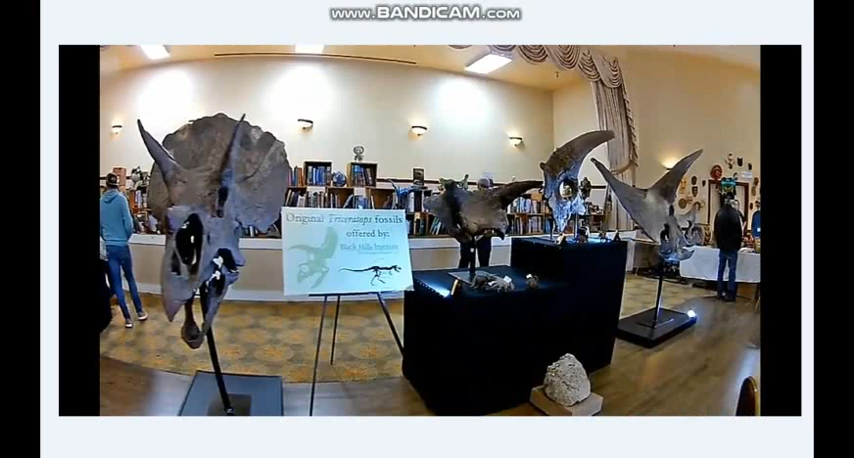 www.BANDICAM.com
Original Triceratops fossils
offered by:
Black Hills Institute